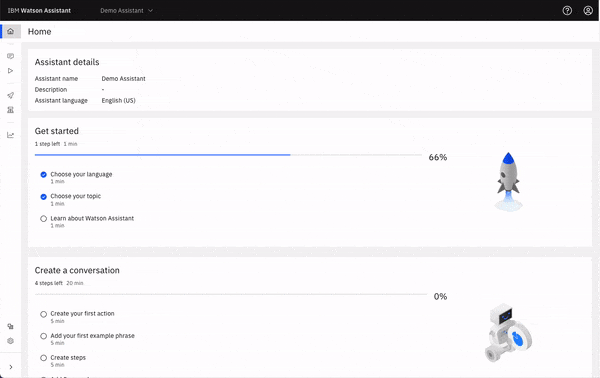 IBM Watson Assistant
Demo Assistant
Home
Assistant details
Assistant name Demo Assistant
Description -
Assistant language English (US)
Get started
1 step left 1 min
66%
Choose your language
1 min
Choose your topic
1 min
Learn about Watson Assistant
1 min
Create a conversation
4 steps left 20 min
0%
Create your first action
5 min
Add your first example phrase
5 min
Create steps
5 min